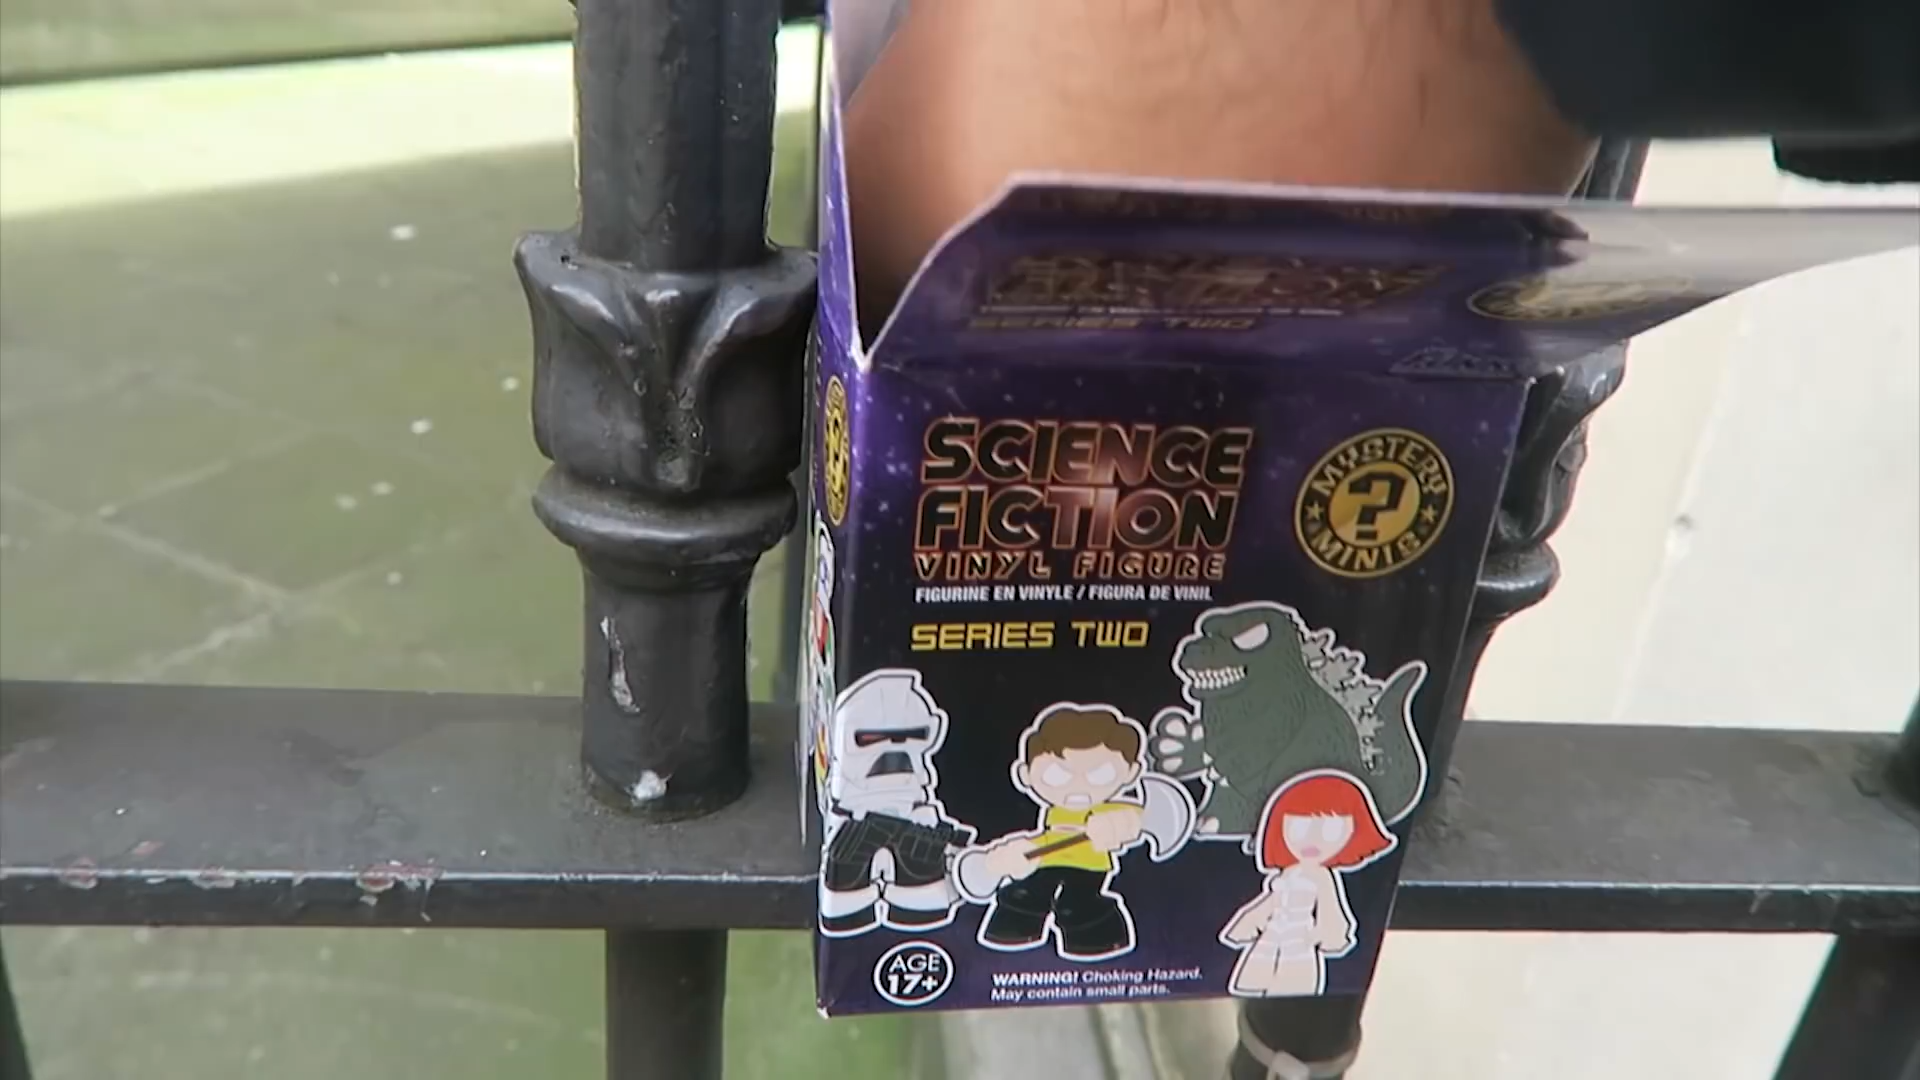 SERIES TWO
SCIENCE
FICTION
VINYL FIGURE
FIGURINE EN VINYLE / FIGURA DE VINIL
SERIES TWO
MYSTERY
?
MINIS
AGE
17+
WARNING! Choking Hazard.
May contain small parts.